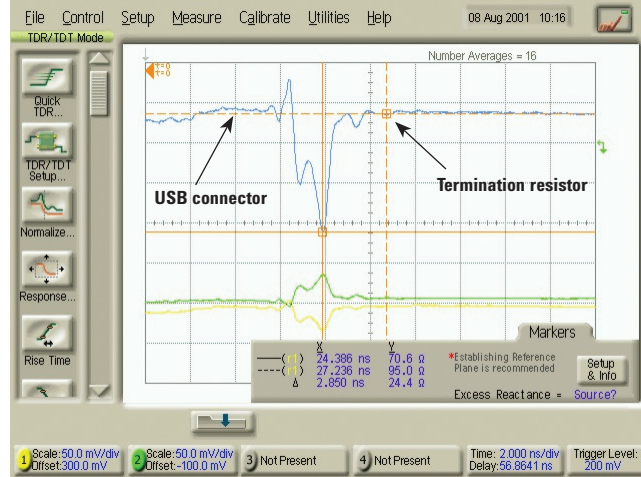 File Control Setup Measure Calibrate Utilities Help 08 Aug 2001 10:16
TDR/TDT Mode
Number Averages = 16
t=0
t=0
Quick
TDR...
TDR/TDT
Setup...
Normalize...
Response...
Rise Time
USB connector
Termination resistor
Markers
X Y
——(r1) 24.386 ns 70.6 Ω
----(r1) 27.236 ns 95.0 Ω
Δ 2.850 ns 24.4 Ω
*Establishing Reference
Plane is recommended
Setup
& Info
Excess Reactance = Source?
1 Scale:50.0 mV/div
Offset:300.0 mV
2 Scale:50.0 mV/div
Offset:-100.0 mV
3 Not Present
4 Not Present
Time: 2.000 ns/div
Delay:56.8641 ns
Trigger Level:
200 mV